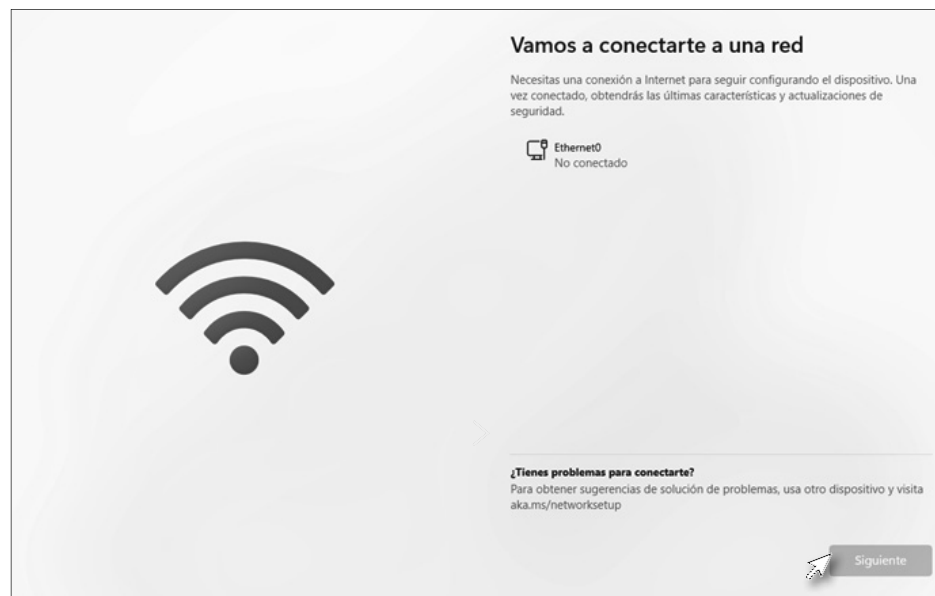 Vamos a conectarte a una red
Necesitas una conexión a Internet para seguir configurando el dispositivo. Una
vez conectado, obtendrás las últimas características y actualizaciones de
seguridad.
Ethernet0
No conectado
¿Tienes problemas para conectarte?
Para obtener sugerencias de solución de problemas, usa otro dispositivo y visita
aka.ms/networksetup
Siguiente